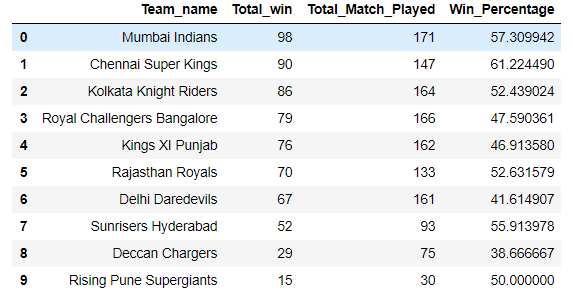 Team_name Total_win Total_Match_Played Win_Percentage
0 Mumbai Indians 98 171 57.309942
1 Chennai Super Kings 90 147 61.224490
2 Kolkata Knight Riders 86 164 52.439024
3 Royal Challengers Bangalore 79 166 47.590361
4 Kings XI Punjab 76 162 46.913580
5 Rajasthan Royals 70 133 52.631579
6 Delhi Daredevils 67 161 41.614907
7 Sunrisers Hyderabad 52 93 55.913978
8 Deccan Chargers 29 75 38.666667
9 Rising Pune Supergiants 15 30 50.000000